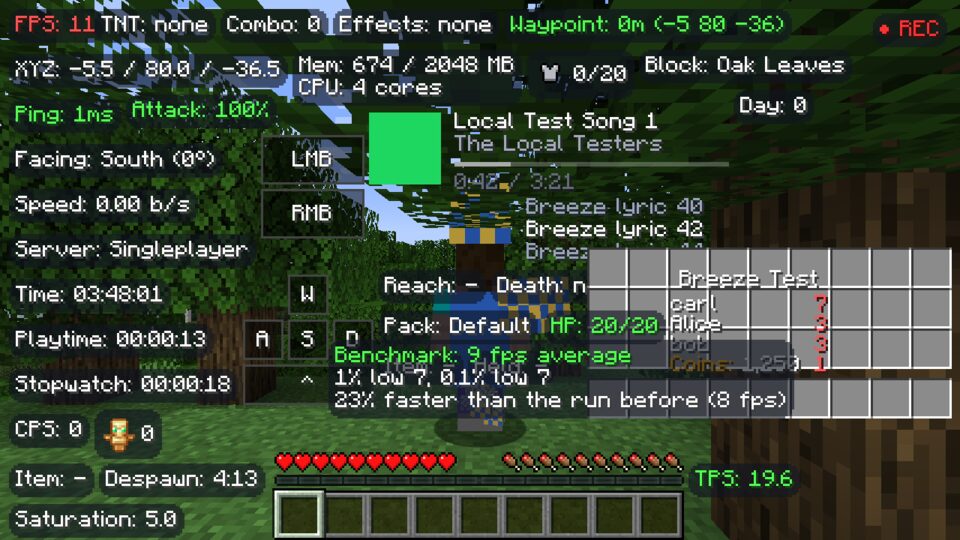 FPS: 11 TNT: none Combo: 0 Effects: none Waypoint: 0m (-5 80 -36) REC
XYZ: -5.5 / 80.0 / -36.5 Mem: 674 / 2048 MB 0/20 Block: Oak Leaves
CPU: 4 cores
Ping: 1ms Attack: 100% Day: 0
Local Test Song 1
The Local Testers
0:42 / 3:21
Facing: South (0°) LMB
Speed: 0.00 b/s RMB
Breeze lyric 40
Breeze lyric 42
Breeze lyric 44
Server: Singleplayer
Reach: - Death: n
Breeze Test
carl 7
Alice 3
bob 3
Coins: 1,250 1
Time: 03:48:01 W
Pack: Default HP: 20/20
Playtime: 00:00:13 A S D
Benchmark: 9 fps average
1% low 7, 0.1% low 7
23% faster than the run before (8 fps)
Stopwatch: 00:00:18 ^
CPS: 0 0
Item: - Despawn: 4:13 TPS: 19.6
Saturation: 5.0